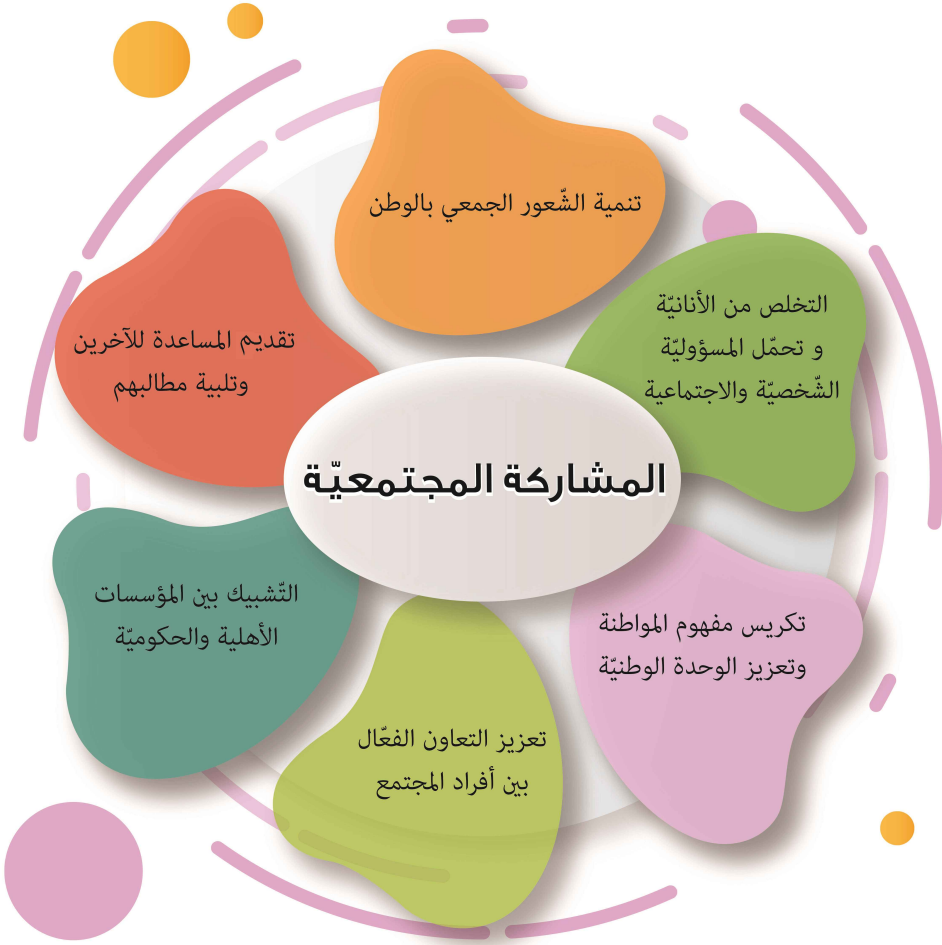 المشاركة المجتمعيّة
تنمية الشّعور الجمعي بالوطن
التخلص من الأنانيّة
و تحمّل المسؤوليّة
الشّخصيّة والاجتماعية
تكريس مفهوم المواطنة
وتعزيز الوحدة الوطنيّة
تعزيز التعاون الفعّال
بين أفراد المجتمع
التّشبيك بين المؤسسات
الأهلية والحكوميّة
تقديم المساعدة للآخرين
وتلبية مطالبهم